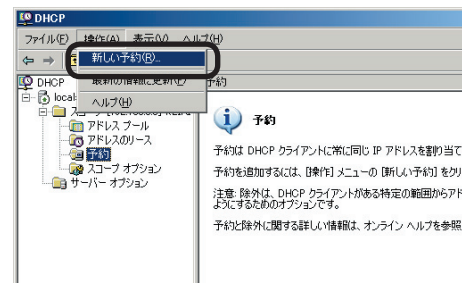 DHCP
ファイル(F) 操作(A) 表示(V) ヘルプ(H)
新しい予約(R)...
最新の情報に更新(F)
ヘルプ(H)
DHCP
local
アドレス プール
アドレスのリース
予約
スコープ オプション
サーバー オプション
予約
予約
予約は DHCP クライアントに常に同じ IP アドレスを割り当て
予約を追加するには、[操作] メニューの [新しい予約] をクリ
注意: 除外は、DHCP クライアントがある特定の範囲からアド
ようにするためのオプションです。
予約と除外に関する詳しい情報は、オンライン ヘルプを参照